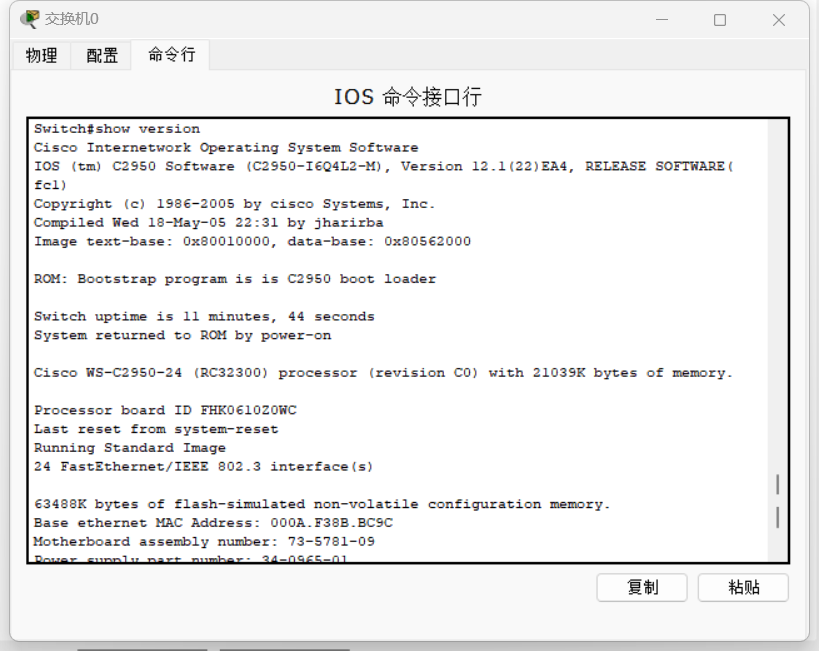 交换机0
物理 配置 命令行
IOS 命令接口行
Switch#show version
Cisco Internetwork Operating System Software
IOS (tm) C2950 Software (C2950-I6Q4L2-M), Version 12.1(22)EA4, RELEASE SOFTWARE(
fc1)
Copyright (c) 1986-2005 by cisco Systems, Inc.
Compiled Wed 18-May-05 22:31 by jharirba
Image text-base: 0x80010000, data-base: 0x80562000
ROM: Bootstrap program is is C2950 boot loader
Switch uptime is 11 minutes, 44 seconds
System returned to ROM by power-on
Cisco WS-C2950-24 (RC32300) processor (revision C0) with 21039K bytes of memory.
Processor board ID FHK0610Z0WC
Last reset from system-reset
Running Standard Image
24 FastEthernet/IEEE 802.3 interface(s)
63488K bytes of flash-simulated non-volatile configuration memory.
Base ethernet MAC Address: 000A.F38B.BC9C
Motherboard assembly number: 73-5781-09
Power supply part number: 34-0965-01
复制 粘贴